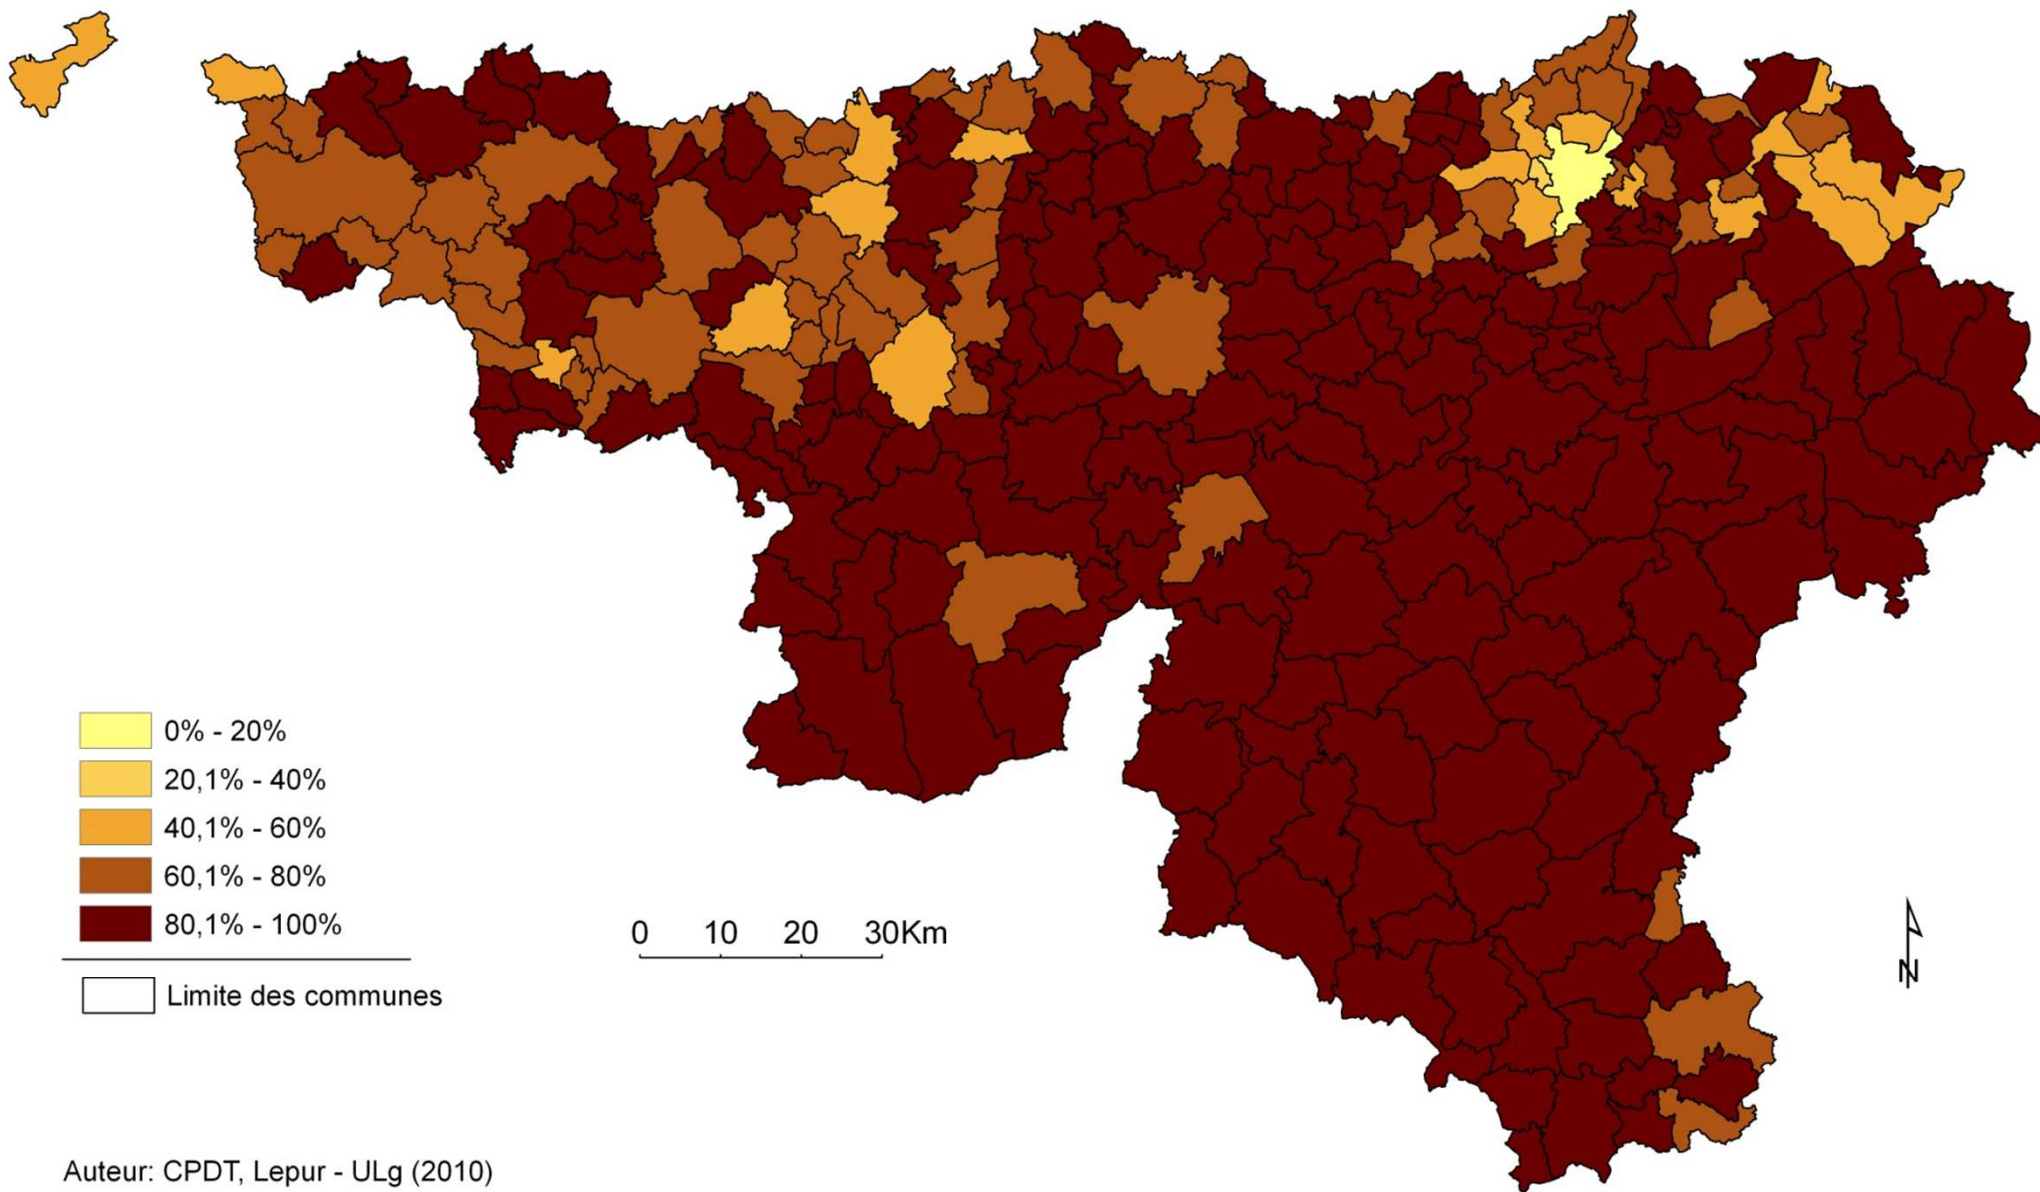 0% - 20%
20,1% - 40%
40,1% - 60%
60,1% - 80%
80,1% - 100%
Limite des communes
0 10 20 30Km
N
Auteur: CPDT, Lepur - ULg (2010)